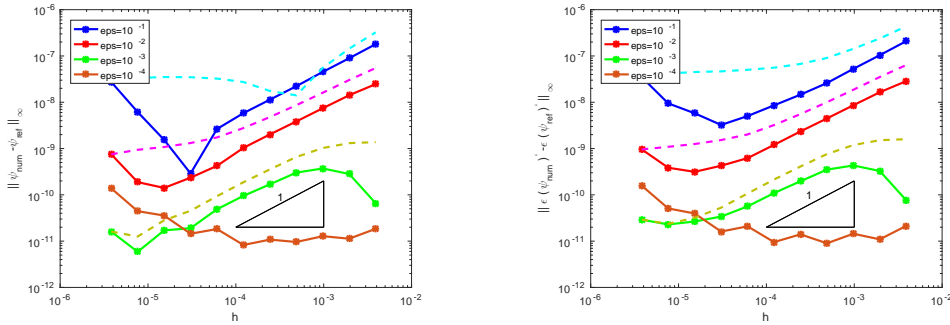 10^-6
10^-7
10^-8
10^-9
10^-10
10^-11
10^-12
|| ψ_num -ψ_ref ||_∞
eps=10^-1
eps=10^-2
eps=10^-3
eps=10^-4
1
10^-6
10^-5
10^-4
10^-3
10^-2
h
10^-6
10^-7
10^-8
10^-9
10^-10
10^-11
10^-12
|| ϵ ( ψ_num )' -ϵ ( ψ_ref )' ||_∞
eps=10^-1
eps=10^-2
eps=10^-3
eps=10^-4
1
10^-6
10^-5
10^-4
10^-3
10^-2
h